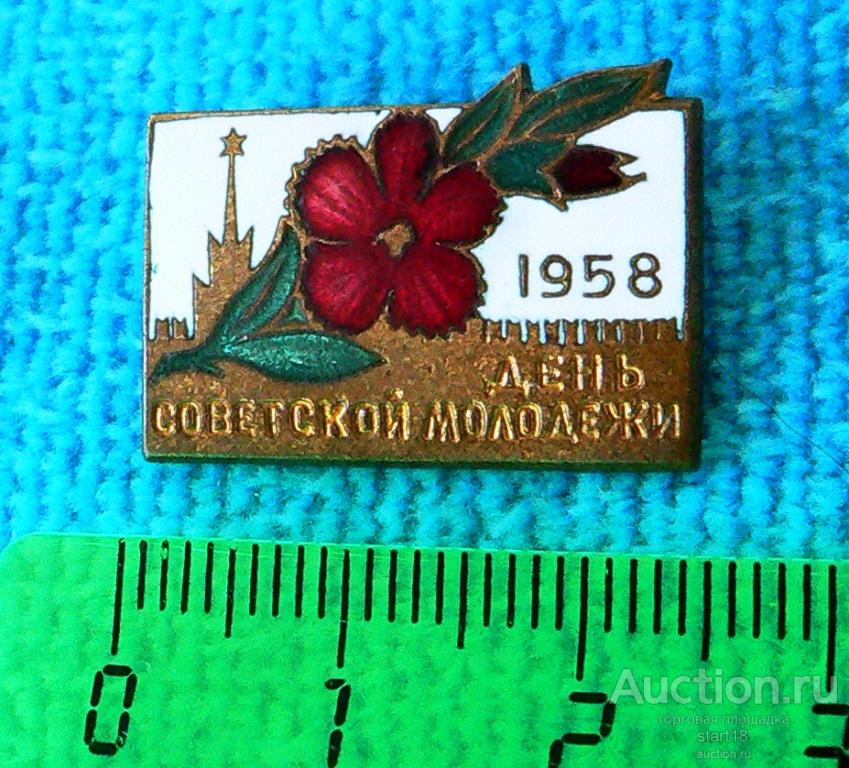 1958
ДЕНЬ
СОВЕТСКОЙ МОЛОДЕЖИ
0 1 2 3
Auction.ru
торговая площадка
start18
auction.ru